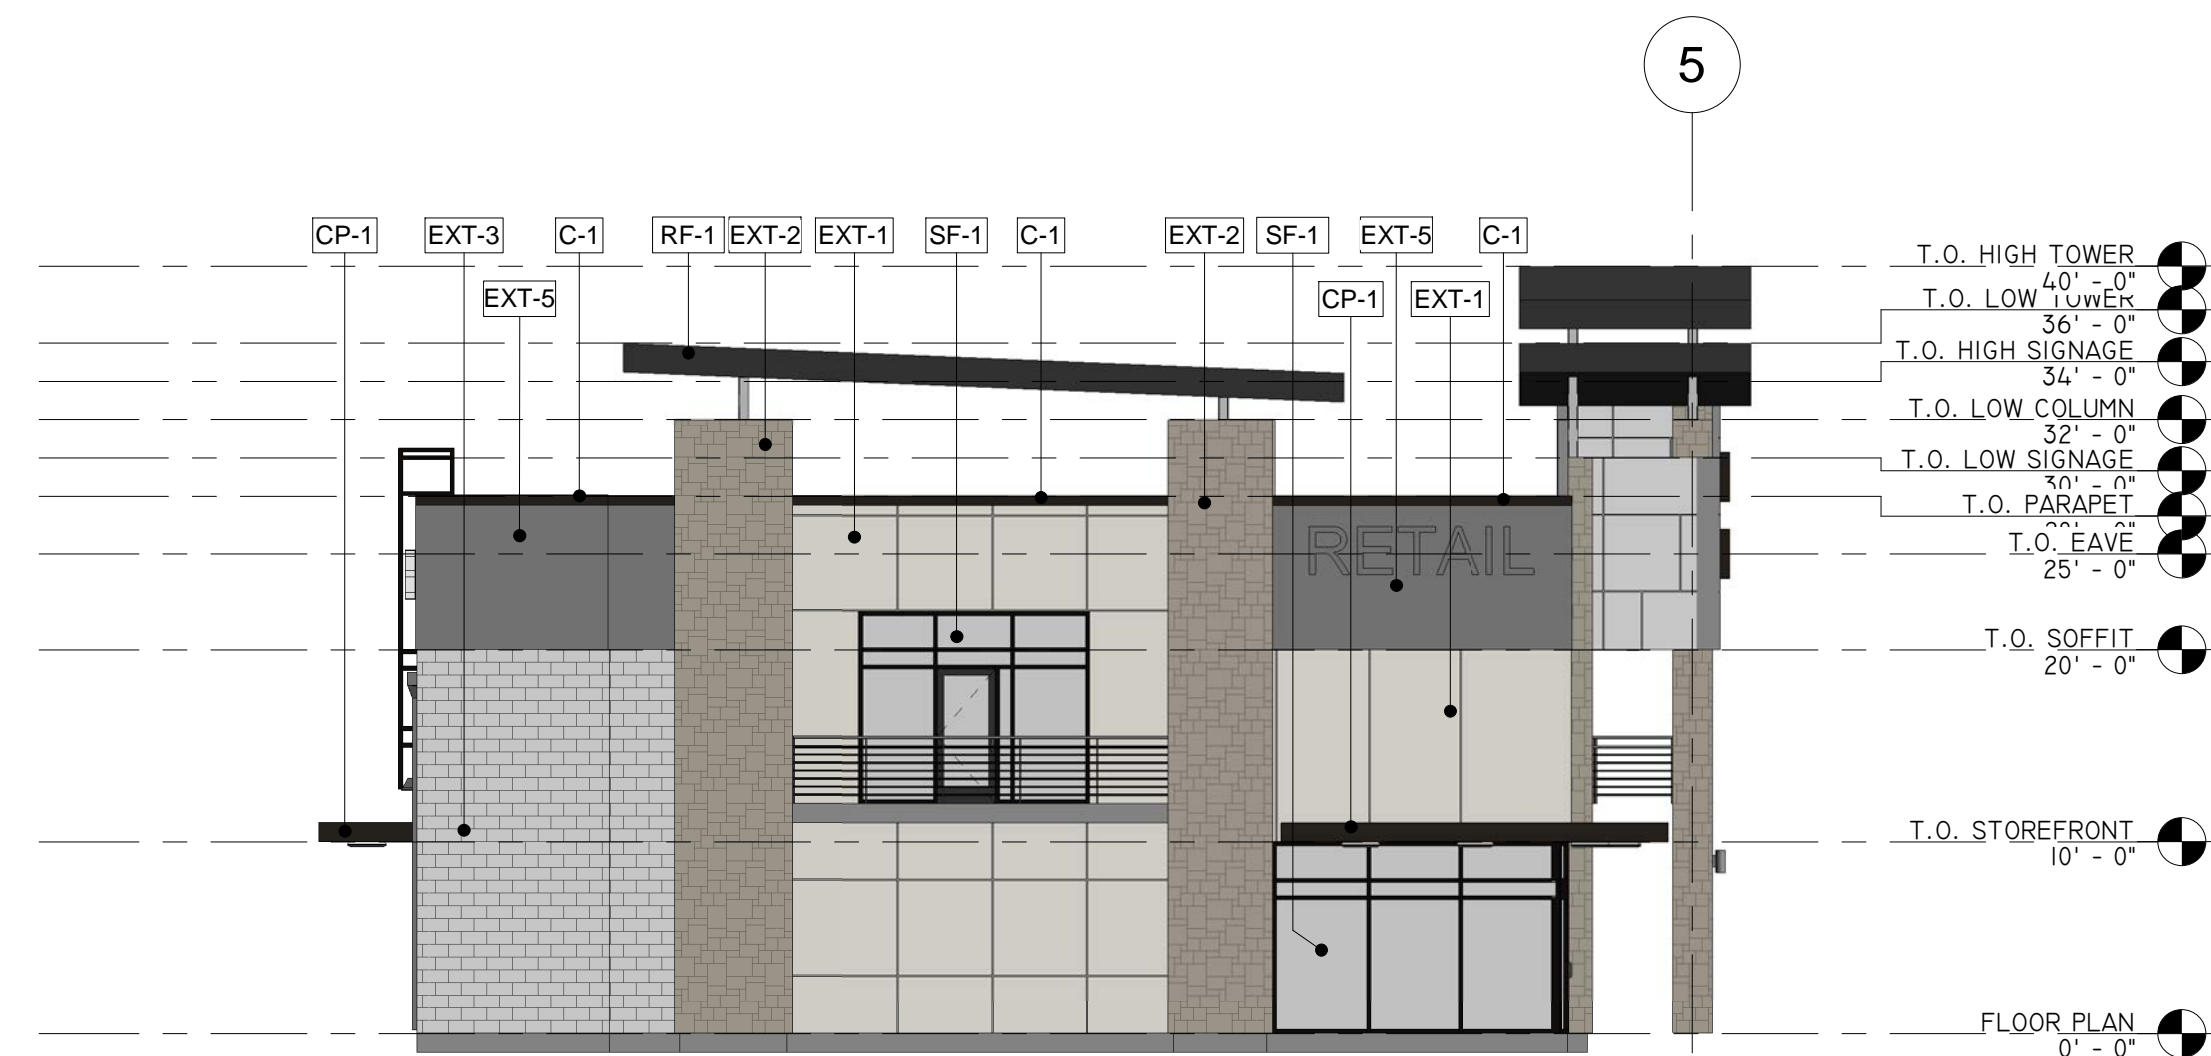 5
CP-1
EXT-3
C-1
RF-1
EXT-2
EXT-1
SF-1
C-1
EXT-2
SF-1
EXT-5
C-1
EXT-5
CP-1
EXT-1
RETAIL
T.O. HIGH TOWER
40' - 0"
T.O. LOW TOWER
36' - 0"
T.O. HIGH SIGNAGE
34' - 0"
T.O. LOW COLUMN
32' - 0"
T.O. LOW SIGNAGE
30' - 0"
T.O. PARAPET
T.O. EAVE
25' - 0"
T.O. SOFFIT
20' - 0"
T.O. STOREFRONT
10' - 0"
FLOOR PLAN
0' - 0"